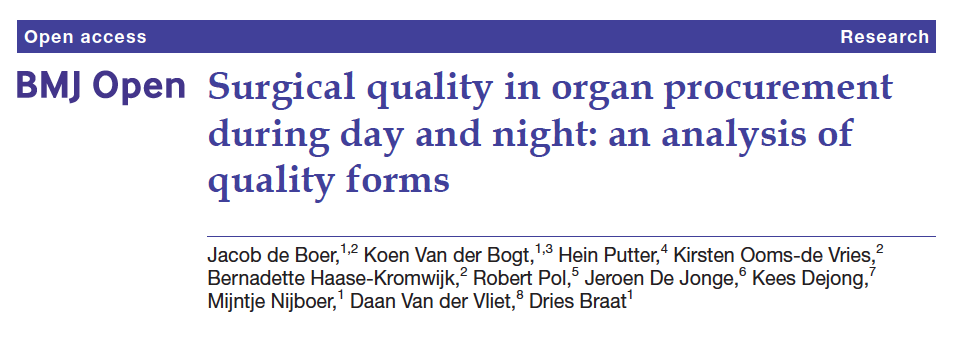 Open access
Research
BMJ Open
Surgical quality in organ procurement
during day and night: an analysis of
quality forms
Jacob de Boer,1,2 Koen Van der Bogt,1,3 Hein Putter,4 Kirsten Ooms-de Vries,2
Bernadette Haase-Kromwijk,2 Robert Pol,5 Jeroen De Jonge,6 Kees Dejong,7
Mijntje Nijboer,1 Daan Van der Vliet,8 Dries Braat1